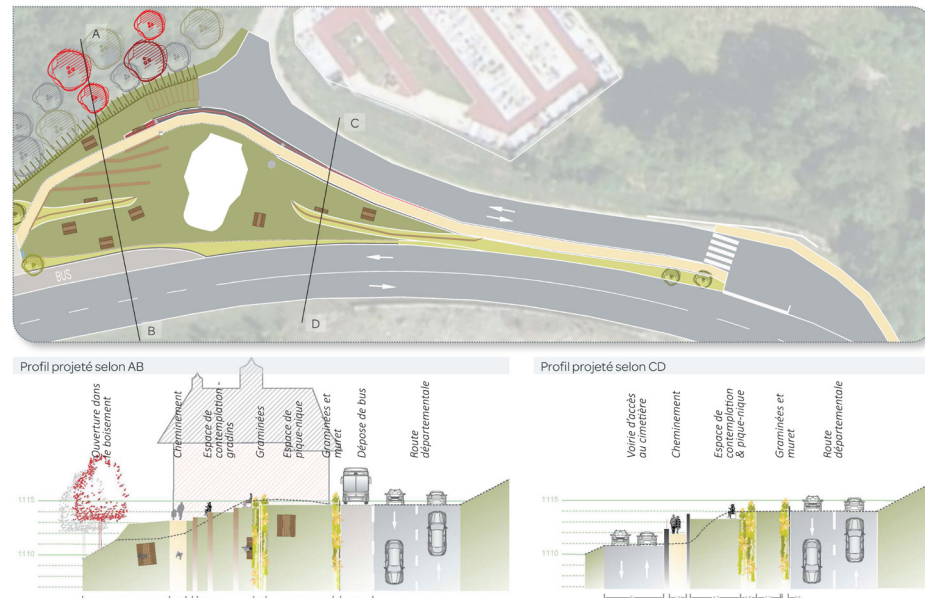 A
C
BUS
B
D
Profil projeté selon AB
Profil projeté selon CD
Ouverture dans
le boisement
Cheminement
Espace de
contemplation -
gradins
Graminées
Espace de
pique-nique
Graminées et
muret
Dépose de bus
Route
départementale
1115
1110
Voirie d'accès
au cimetière
Cheminement
Espace de
contemplation
& pique-nique
Graminées et
muret
Route
départementale
1115
1110